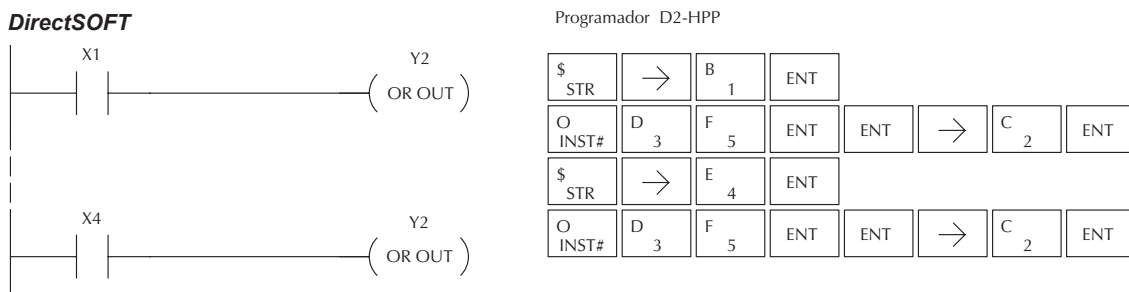 DirectSOFT
X1
Y2
OR OUT
X4
Y2
OR OUT
Programador D2-HPP
$ STR → B 1 ENT
O INST# D 3 F 5 ENT ENT → C 2 ENT
$ STR → E 4 ENT
O INST# D 3 F 5 ENT ENT → C 2 ENT